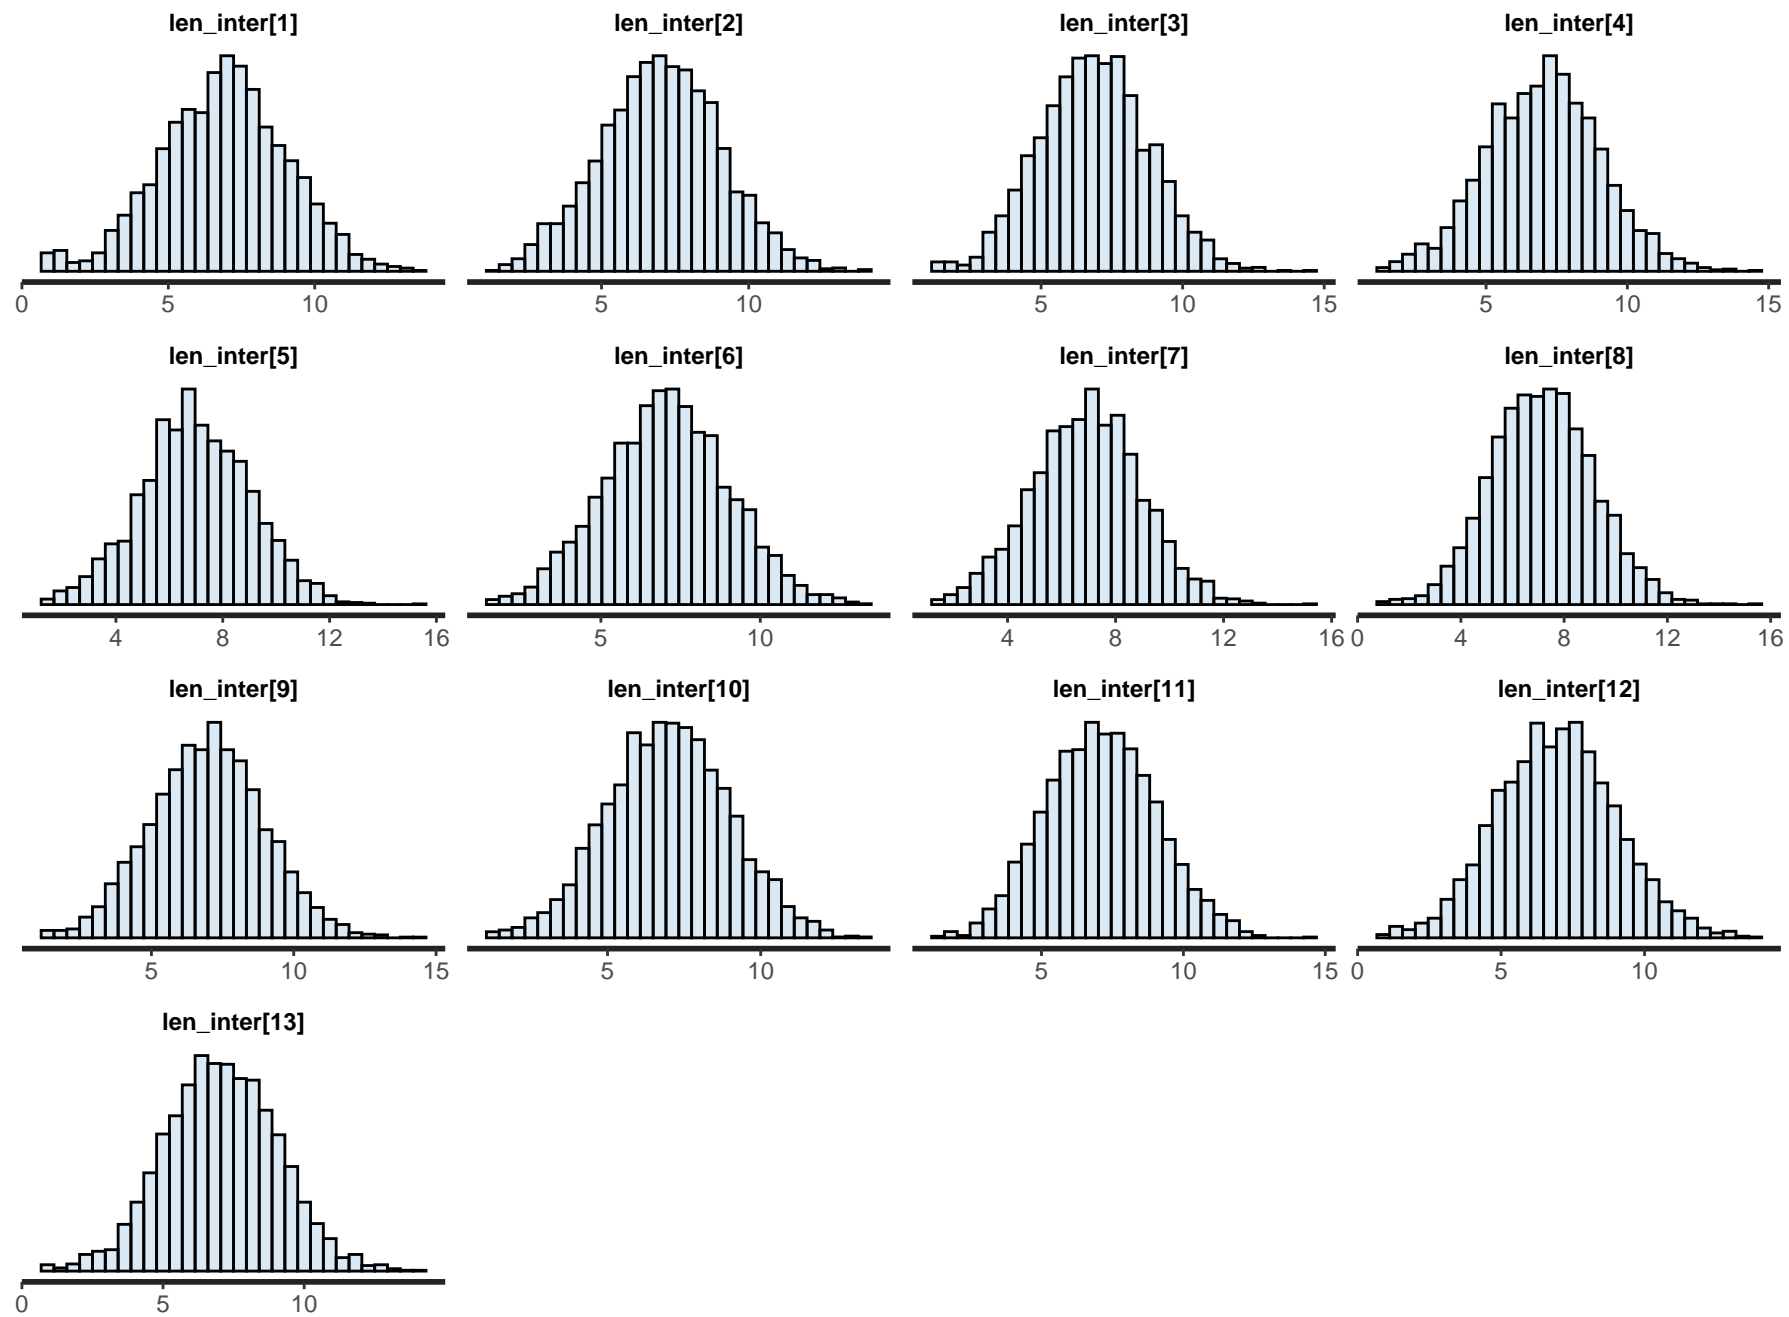 len_inter[1] len_inter[2] len_inter[3] len_inter[4]
0 5 10 5 10 5 10 15 5 10 15
len_inter[5] len_inter[6] len_inter[7] len_inter[8]
4 8 12 16 5 10 4 8 12 16 0 4 8 12 16
len_inter[9] len_inter[10] len_inter[11] len_inter[12]
5 10 15 5 10 5 10 15 0 5 10
len_inter[13]
0 5 10